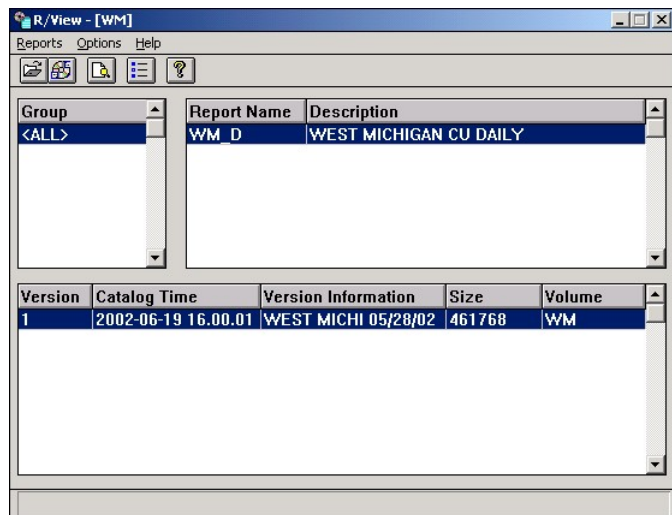 R/View - [WM]
Reports Options Help
Group
<ALL>
Report Name Description
WM_D WEST MICHIGAN CU DAILY
Version Catalog Time Version Information Size Volume
1 2002-06-19 16.00.01 WEST MICHI 05/28/02 461768 WM